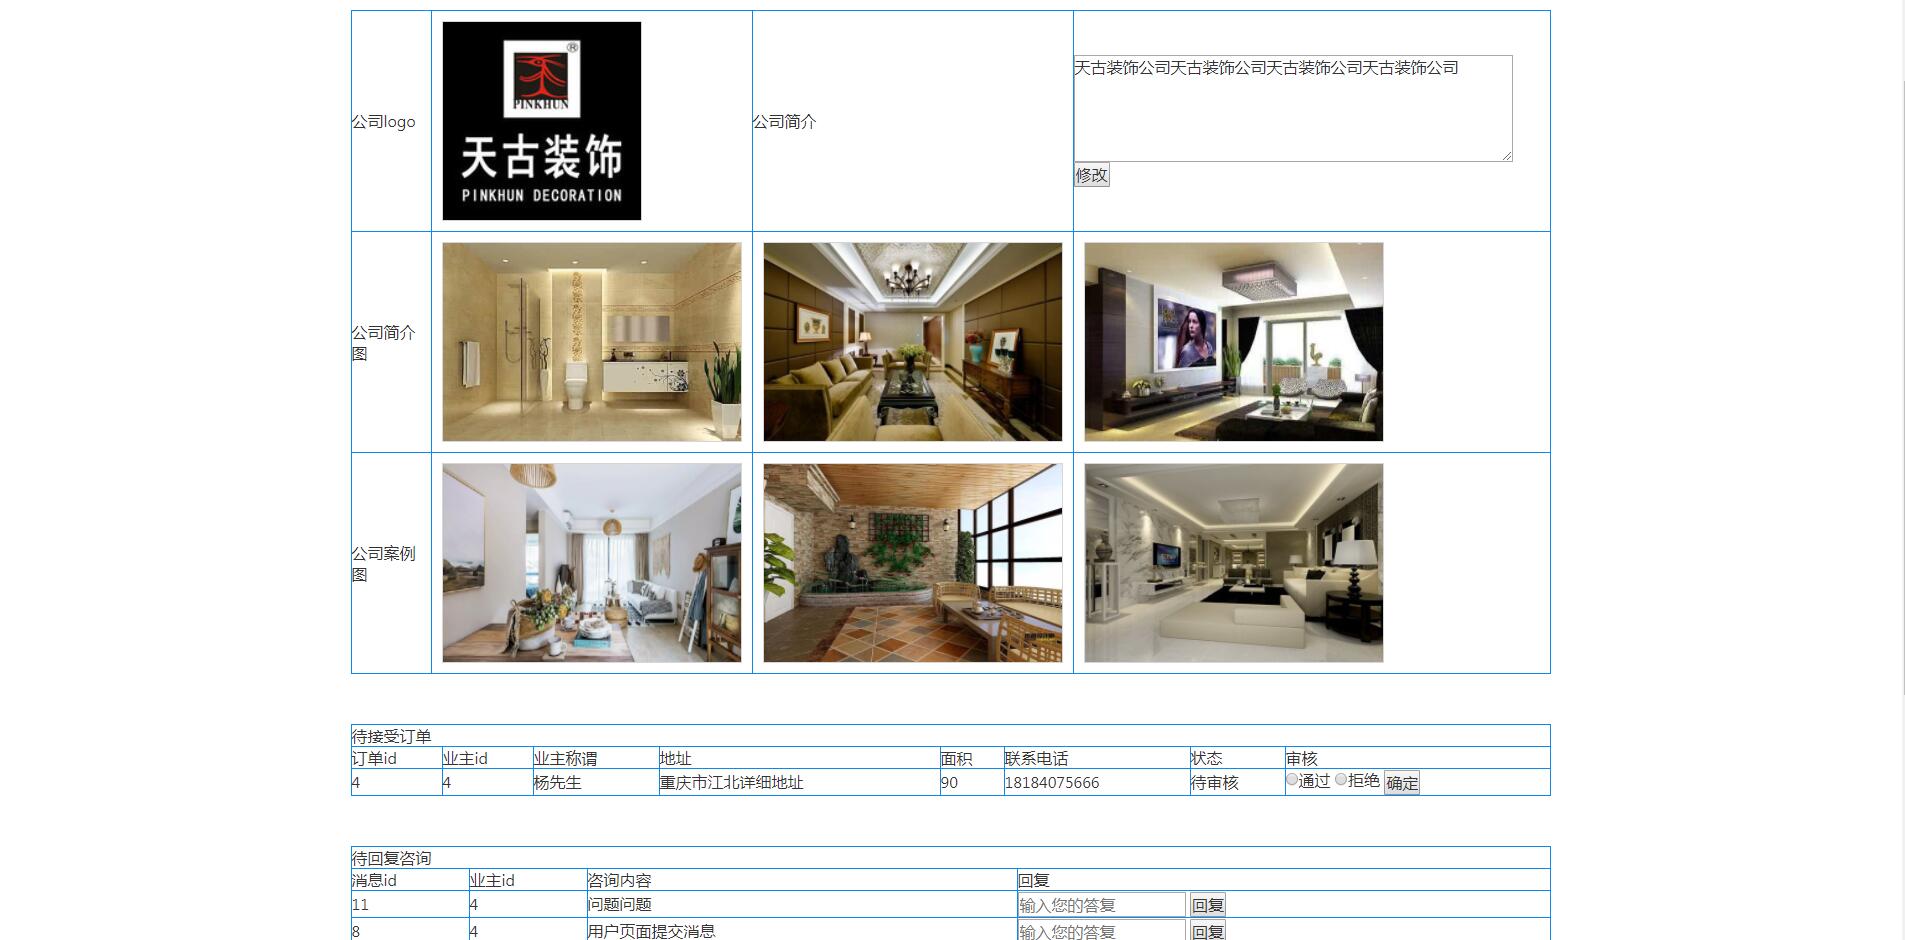 公司logo
PINKHUN
®
天古装饰
PINKHUN DECORATION
公司简介
天古装饰公司天古装饰公司天古装饰公司天古装饰公司
修改
公司简介
图
公司案例
图
待接受订单
订单id 业主id 业主称谓 地址 面积 联系电话 状态 审核
4 4 杨先生 重庆市江北详细地址 90 18184075666 待审核 通过 拒绝 确定
待回复咨询
消息id 业主id 咨询内容 回复
11 4 问题问题 输入您的答复 回复
8 4 用户页面提交消息 输入您的答复 回复